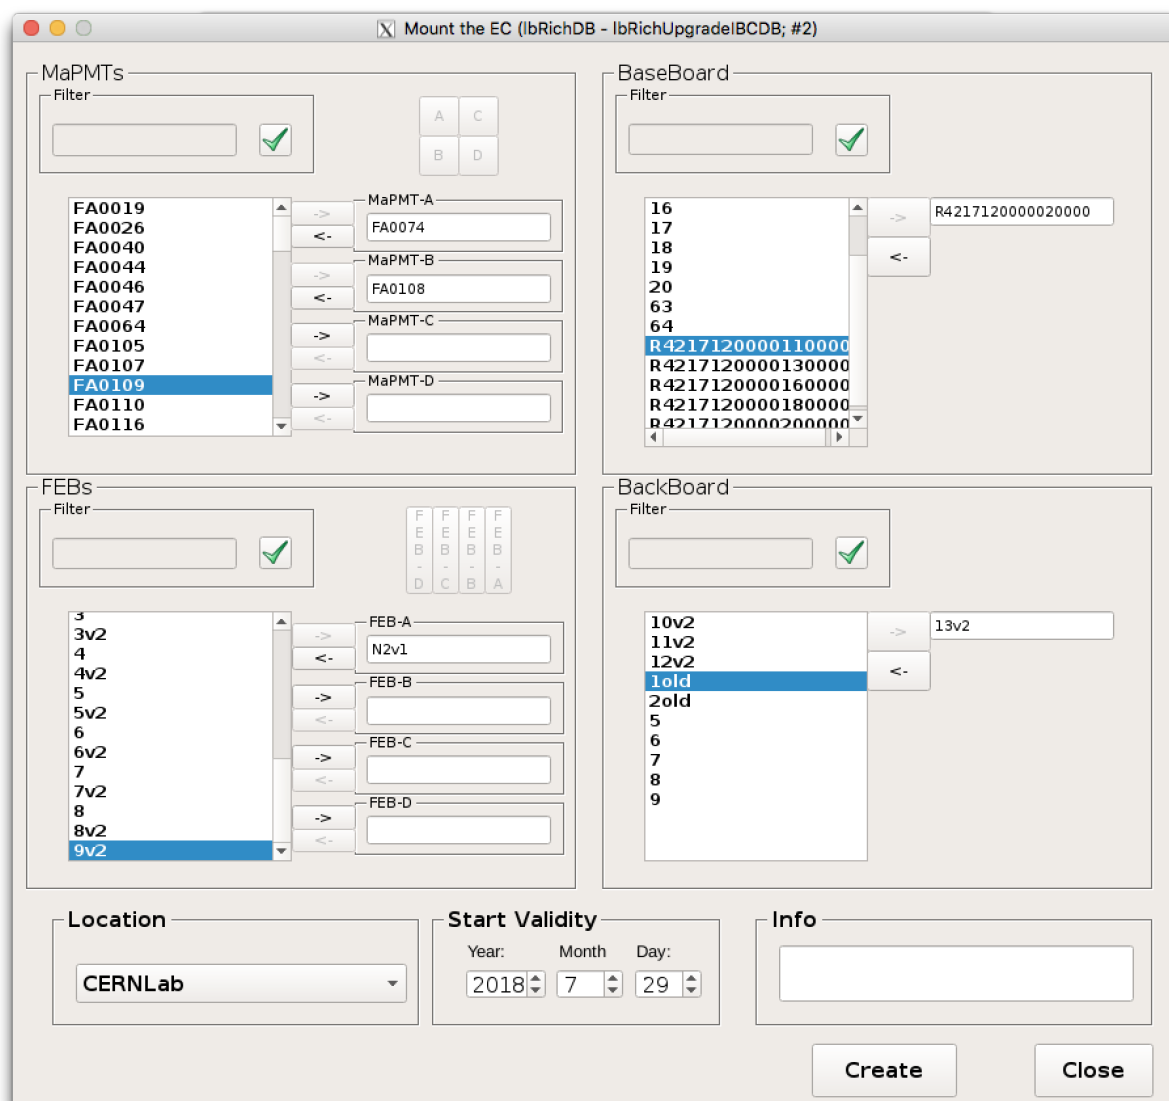 Mount the EC (lbRichDB - lbRichUpgradeIBCDB; #2)
MaPMTs
Filter
A C
B D
FA0019
FA0026
FA0040
FA0044
FA0046
FA0047
FA0064
FA0105
FA0107
FA0109
FA0110
FA0116
->
<-
MaPMT-A
FA0074
->
<-
MaPMT-B
FA0108
->
<-
MaPMT-C
->
<-
MaPMT-D
BaseBoard
Filter
16
17
18
19
20
63
64
R4217120000110000
R4217120000130000
R4217120000160000
R4217120000180000
R4217120000200000
->
<-
R4217120000020000
FEBs
Filter
FEB-D
FEB-C
FEB-B
FEB-A
3
3v2
4
4v2
5
5v2
6
6v2
7
7v2
8
8v2
9v2
->
<-
FEB-A
N2v1
->
<-
FEB-B
->
<-
FEB-C
->
<-
FEB-D
BackBoard
Filter
10v2
11v2
12v2
1old
2old
5
6
7
8
9
->
<-
13v2
Location
CERNLab
Start Validity
Year: Month Day:
2018 7 29
Info
Create
Close